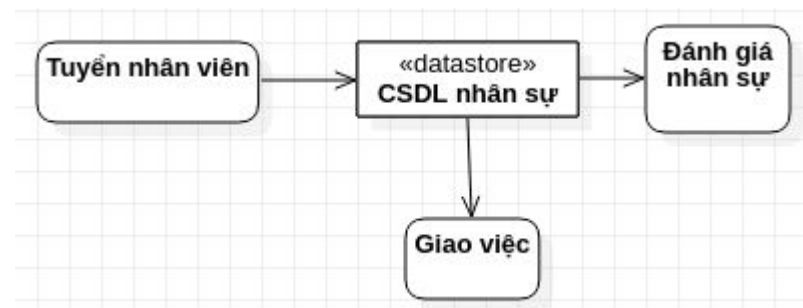 Tuyển nhân viên
«datastore»
CSDL nhân sự
Đánh giá
nhân sự
Giao việc